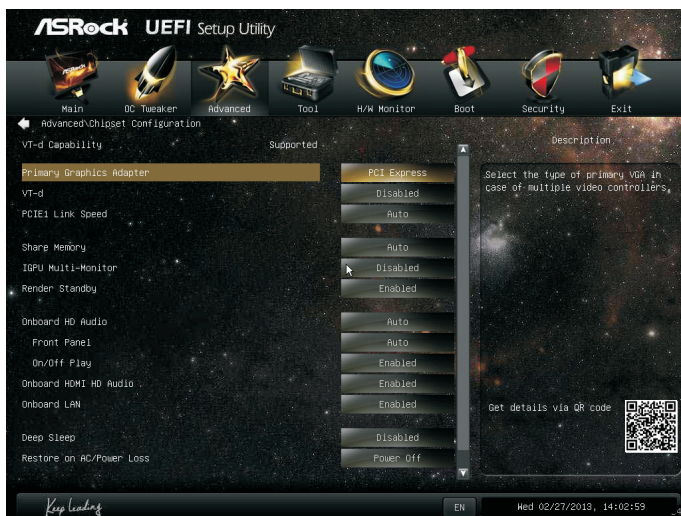 ASRock UEFI Setup Utility
Main OC Tweaker Advanced Tool H/W Monitor Boot Security Exit
Advanced\Chipset Configuration
Description
VT-d Capability Supported
Primary Graphics Adapter PCI Express
Select the type of primary VGA in
case of multiple video controllers.
VT-d Disabled
PCIE1 Link Speed Auto
Share Memory Auto
IGPU Multi-Monitor Disabled
Render Standby Enabled
Onboard HD Audio Auto
Front Panel Auto
On/Off Play Enabled
Onboard HDMI HD Audio Enabled
Onboard LAN Enabled
Get details via QR code
Deep Sleep Disabled
Restore on AC/Power Loss Power Off
Keep Leading
EN
Wed 02/27/2013, 14:02:59